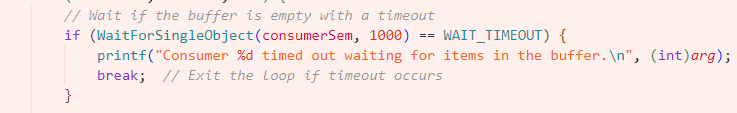 // Wait if the buffer is empty with a timeout
if (WaitForSingleObject(consumerSem, 1000) == WAIT_TIMEOUT) {
printf("Consumer %d timed out waiting for items in the buffer.\n", (int)arg);
break;  // Exit the loop if timeout occurs
}